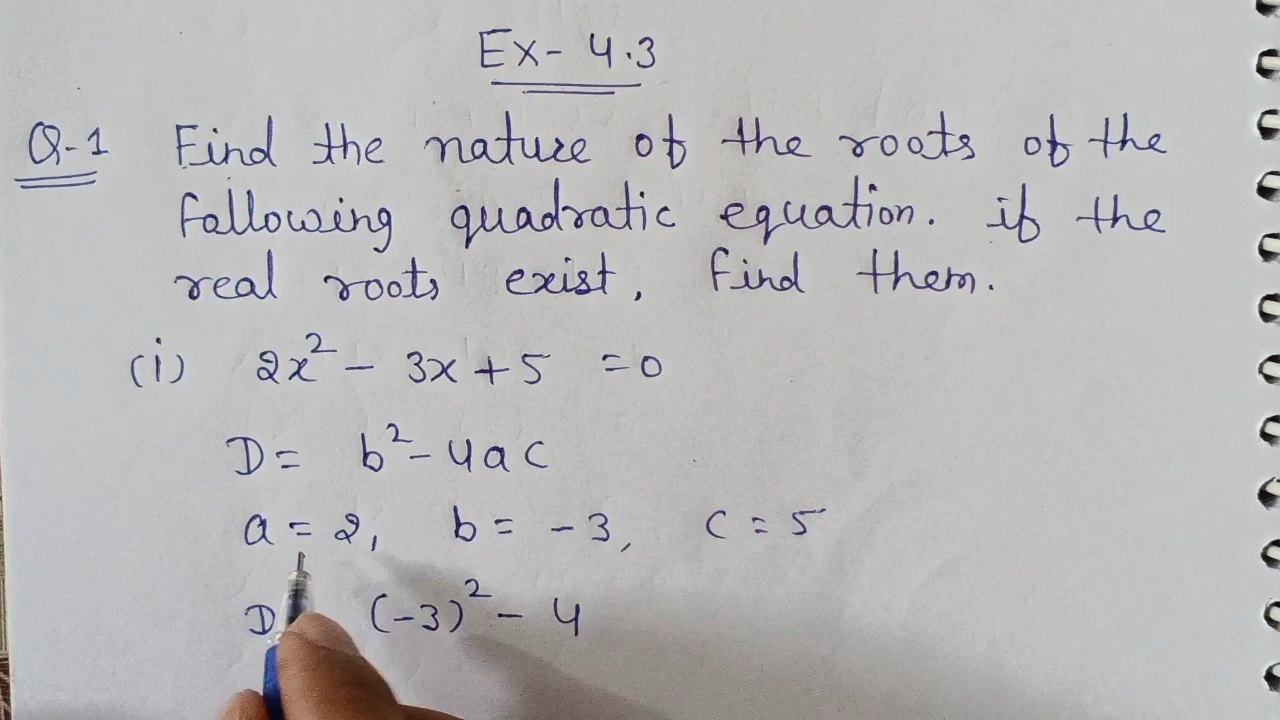 Ex- 4.3
Q-1 Find the nature of the roots of the
following quadratic equation. if the
real roots exist, find them.
(i) 2x² - 3x + 5 = 0
D = b² - 4ac
a = 2, b = -3, c = 5
D (-3)² - 4